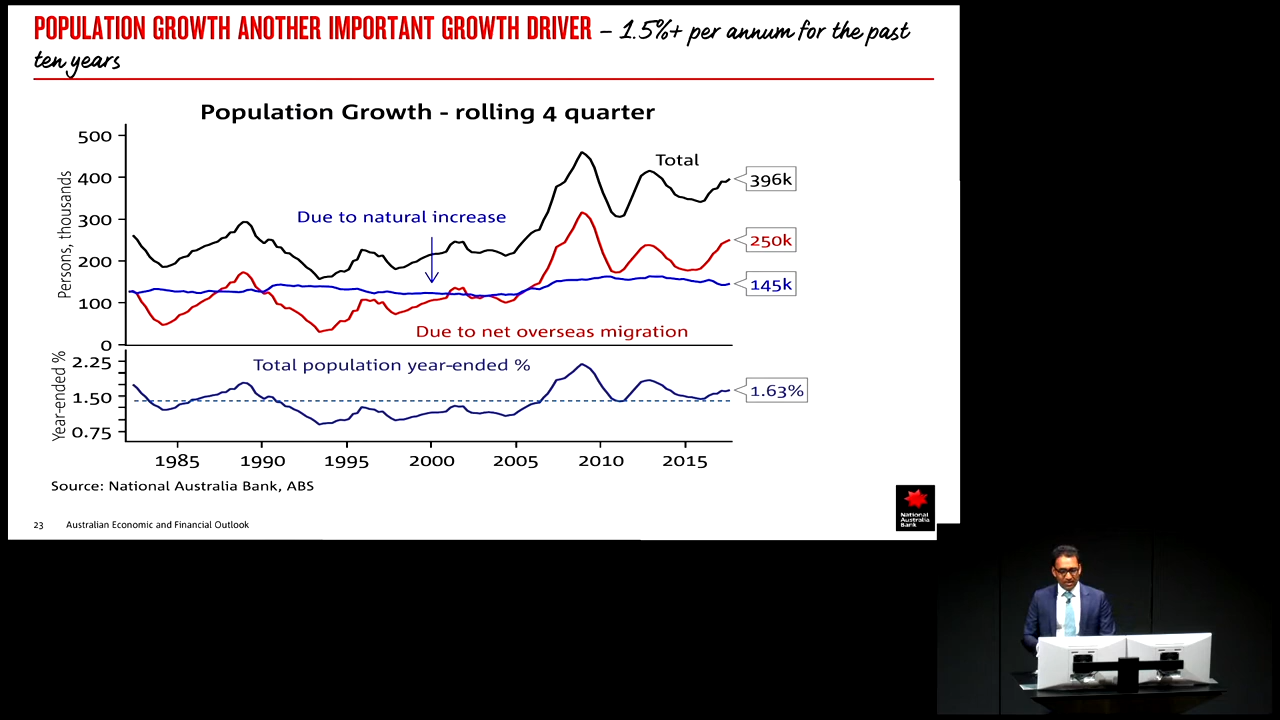 POPULATION GROWTH ANOTHER IMPORTANT GROWTH DRIVER – 1.5%+ per annum for the past
ten years
Population Growth - rolling 4 quarter
Persons, thousands
500
400
300
200
100
0
Total
Due to natural increase
Due to net overseas migration
396k
250k
145k
Year-ended %
2.25
1.50
0.75
Total population year-ended %
1.63%
1985 1990 1995 2000 2005 2010 2015
Source: National Australia Bank, ABS
23 Australian Economic and Financial Outlook
National
Australia
Bank